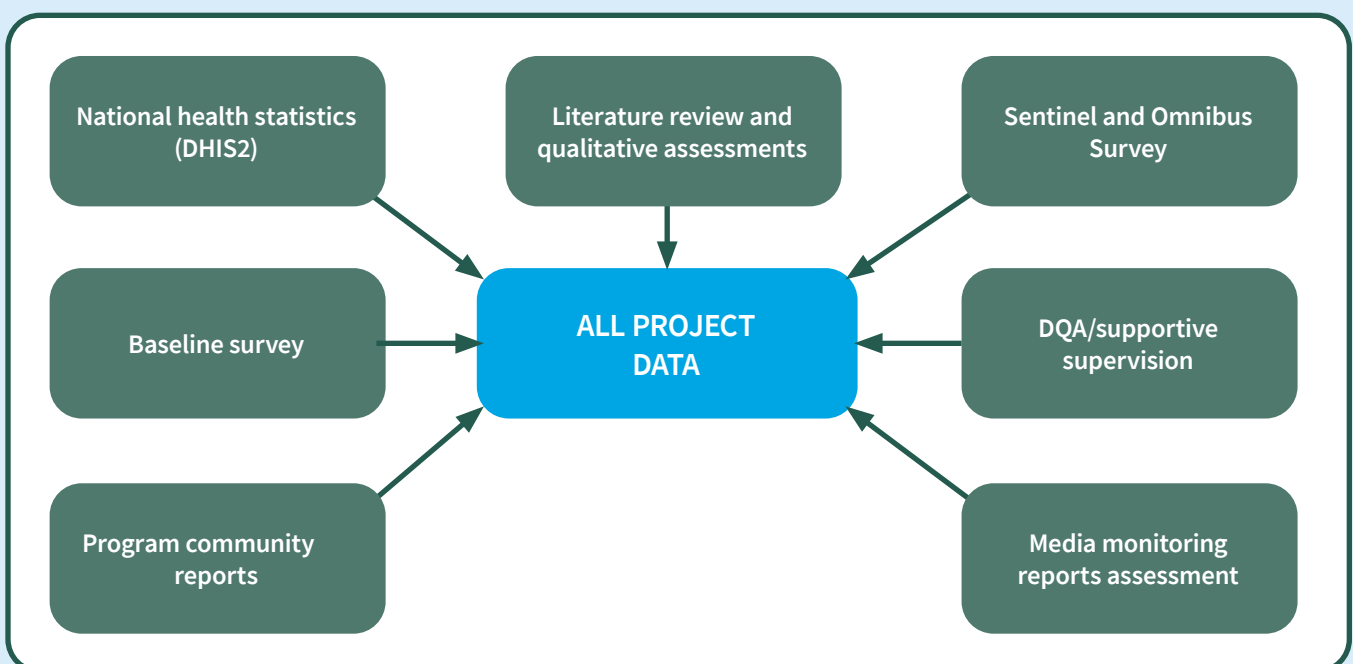 National health statistics
(DHIS2)
Literature review and
qualitative assessments
Sentinel and Omnibus
Survey
Baseline survey
ALL PROJECT
DATA
DQA/supportive
supervision
Program community
reports
Media monitoring
reports assessment